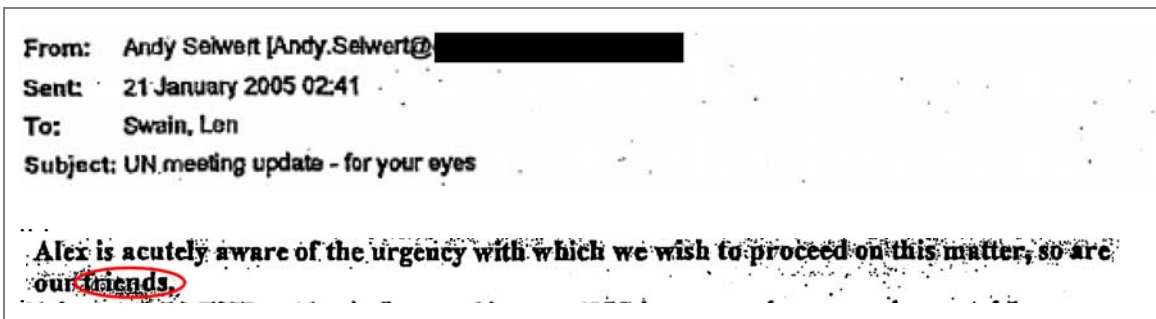 From: Andy Seiwert [Andy.Seiwert@
Sent: 21 January 2005 02:41
To: Swain, Len
Subject: UN meeting update - for your eyes
Alex is acutely aware of the urgency with which we wish to proceed on this matter, so are
our friends.